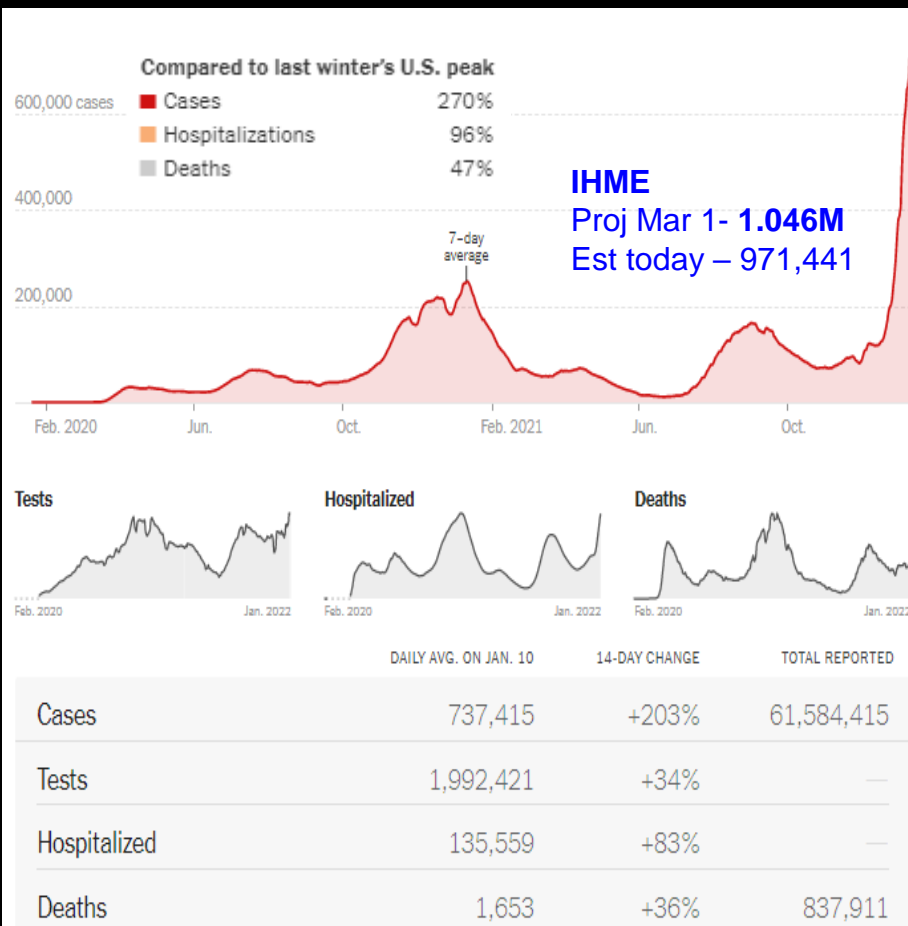 Compared to last winter's U.S. peak
Cases 270%
Hospitalizations 96%
Deaths 47%
600,000 cases
400,000
200,000
7-day
average
IHME
Proj Mar 1- 1.046M
Est today – 971,441
Feb. 2020 Jun. Oct. Feb. 2021 Jun. Oct.
Tests Hospitalized Deaths
Feb. 2020 Jan. 2022 Feb. 2020 Jan. 2022 Feb. 2020 Jan. 2022
DAILY AVG. ON JAN. 10 14-DAY CHANGE TOTAL REPORTED
Cases 737,415 +203% 61,584,415
Tests 1,992,421 +34% —
Hospitalized 135,559 +83% —
Deaths 1,653 +36% 837,911